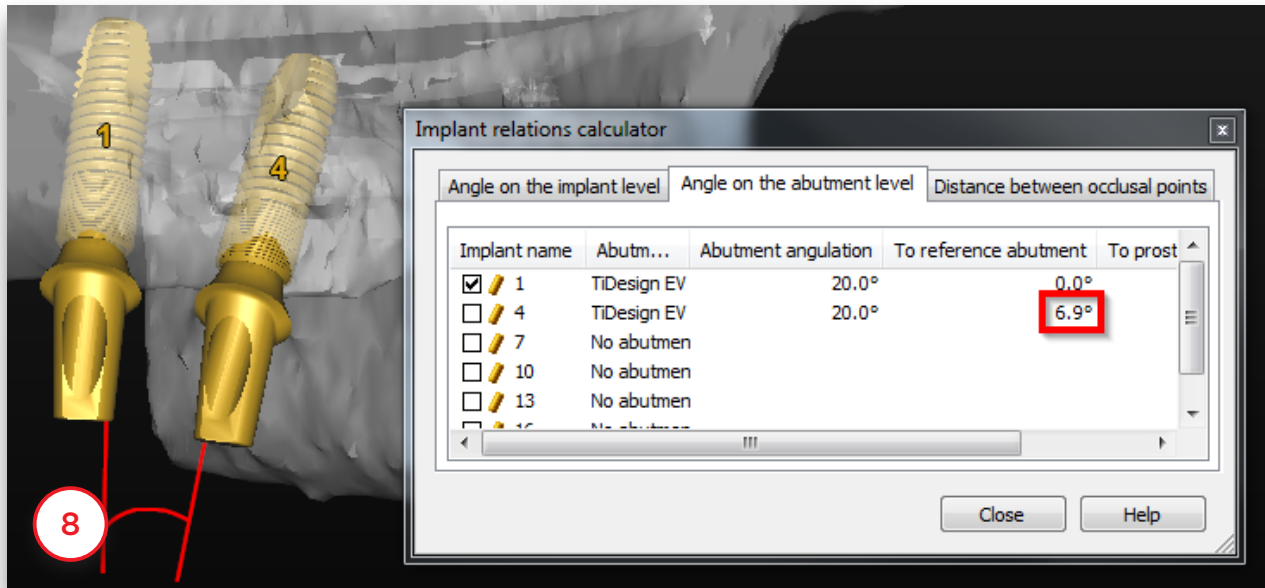 1
4
8
Implant relations calculator
x
Angle on the implant level Angle on the abutment level Distance between occlusal points
Implant name Abutm... Abutment angulation To reference abutment To prost
1 TiDesign EV 20.0° 0.0°
4 TiDesign EV 20.0° 6.9°
7 No abutmen
10 No abutmen
13 No abutmen
Close Help